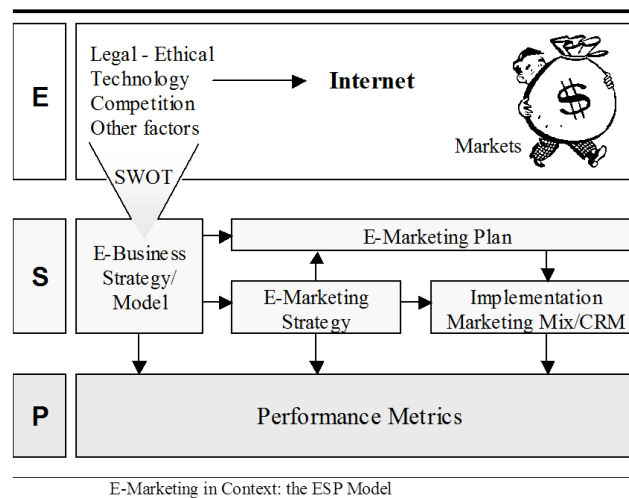 E
Legal - Ethical
Technology
Competition
Other factors
Internet
$
Markets
SWOT
S
E-Business
Strategy/
Model
E-Marketing Plan
E-Marketing
Strategy
Implementation
Marketing Mix/CRM
P
Performance Metrics
E-Marketing in Context: the ESP Model